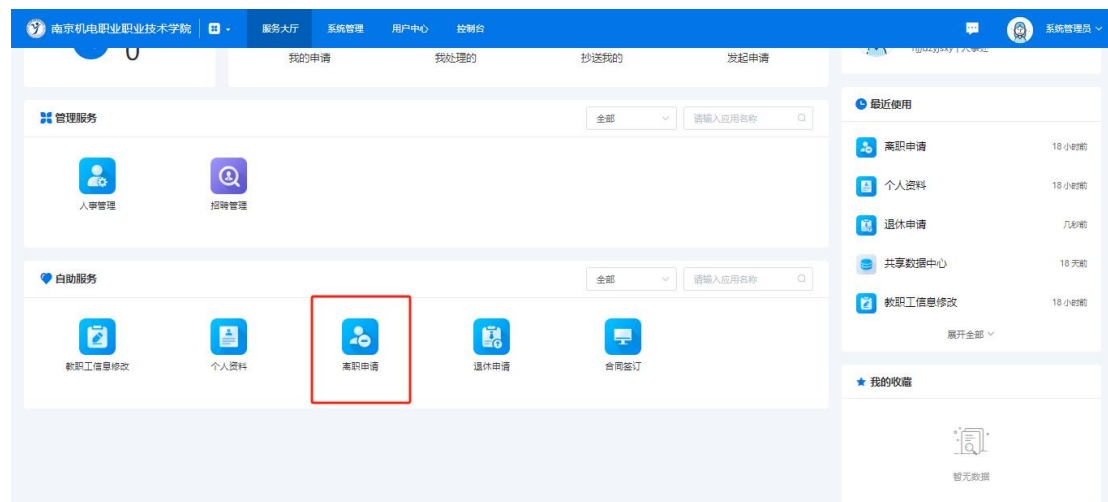 南京机电职业职业技术学院 服务大厅 系统管理 用户中心 控制台 系统管理员
0 我的申请 我处理的 抄送我的 发起申请
管理服务 全部 请输入应用名称
人事管理 招聘管理
自助服务 全部 请输入应用名称
教职工信息修改 个人资料 离职申请 退休申请 合同签订
最近使用
离职申请 18 小时前
个人资料 18 小时前
退休申请 几秒前
共享数据中心 18 天前
教职工信息修改 18 小时前
展开全部
我的收藏
暂无数据